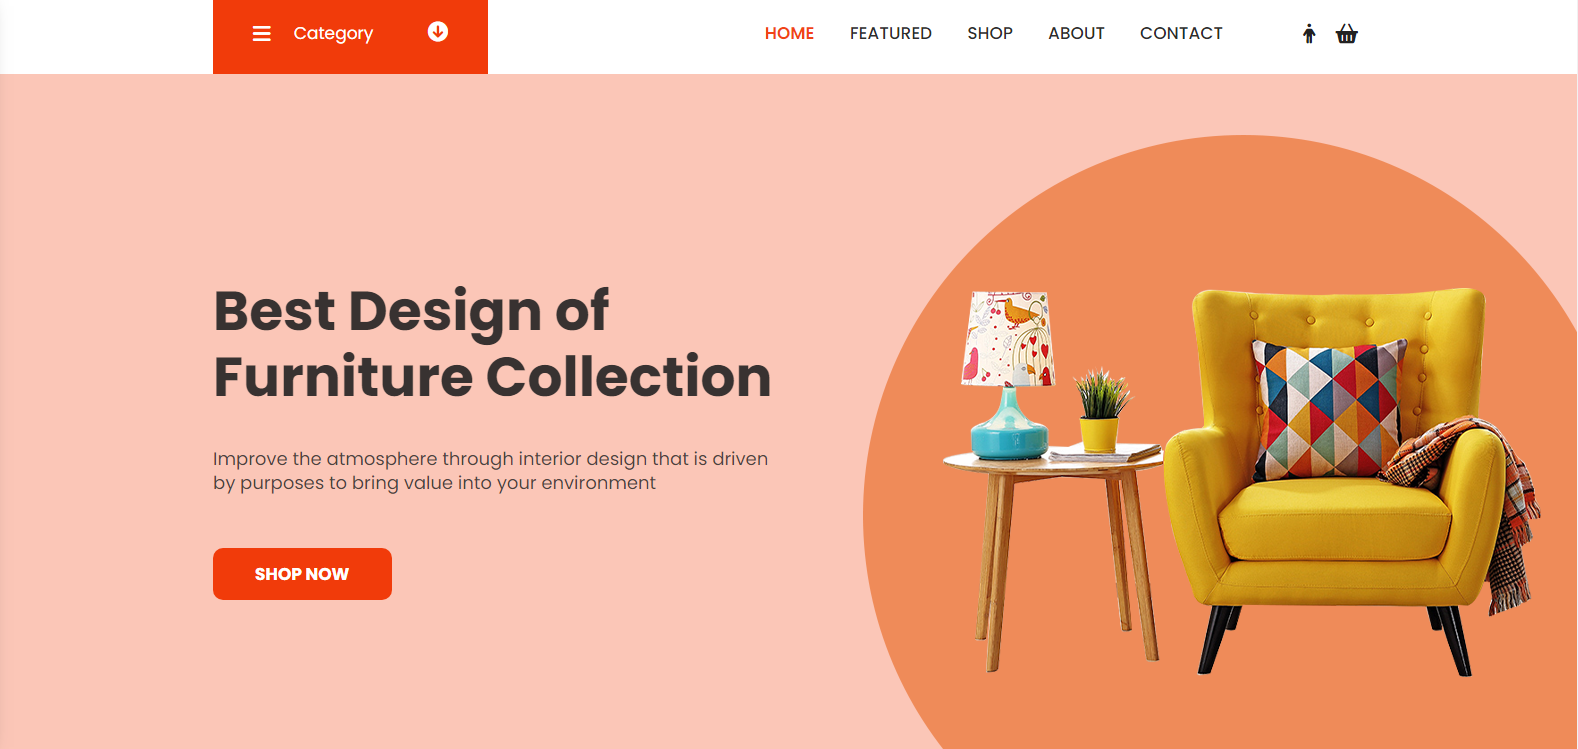 Category
HOME FEATURED SHOP ABOUT CONTACT
Best Design of
Furniture Collection
Improve the atmosphere through interior design that is driven
by purposes to bring value into your environment
SHOP NOW